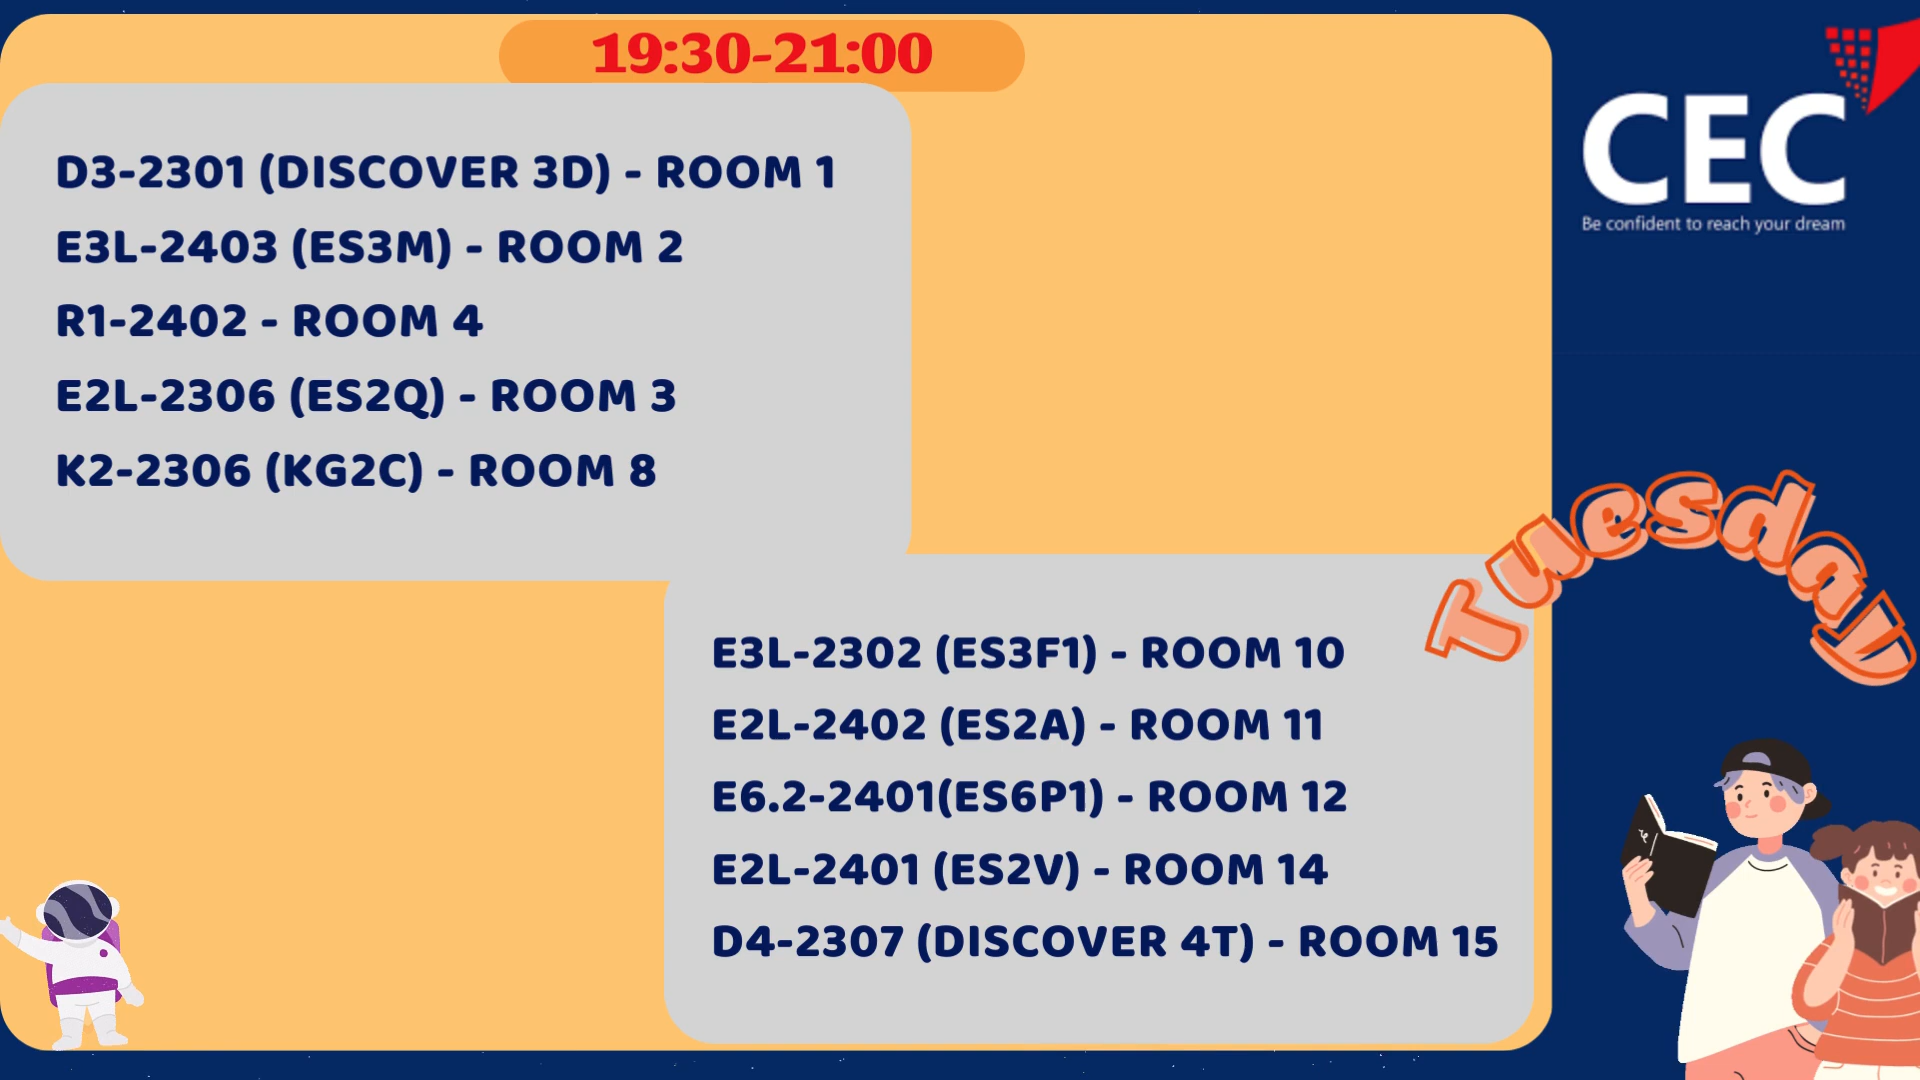 19:30-21:00
D3-2301 (DISCOVER 3D) - ROOM 1
E3L-2403 (ES3M) - ROOM 2
R1-2402 - ROOM 4
E2L-2306 (ES2Q) - ROOM 3
K2-2306 (KG2C) - ROOM 8
E3L-2302 (ES3F1) - ROOM 10
E2L-2402 (ES2A) - ROOM 11
E6.2-2401(ES6P1) - ROOM 12
E2L-2401 (ES2V) - ROOM 14
D4-2307 (DISCOVER 4T) - ROOM 15
CEC
Be confident to reach your dream
Tuesday